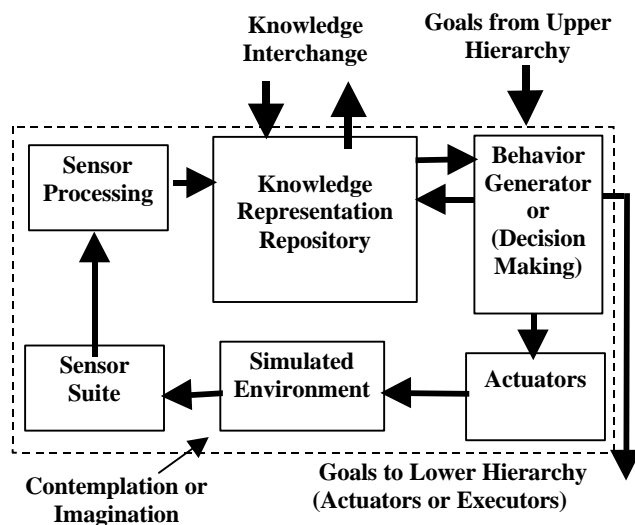 Knowledge
Interchange
Goals from Upper
Hierarchy
Sensor
Processing
Knowledge
Representation
Repository
Behavior
Generator
or
(Decision
Making)
Sensor
Suite
Simulated
Environment
Actuators
Contemplation or
Imagination
Goals to Lower Hierarchy
(Actuators or Executors)